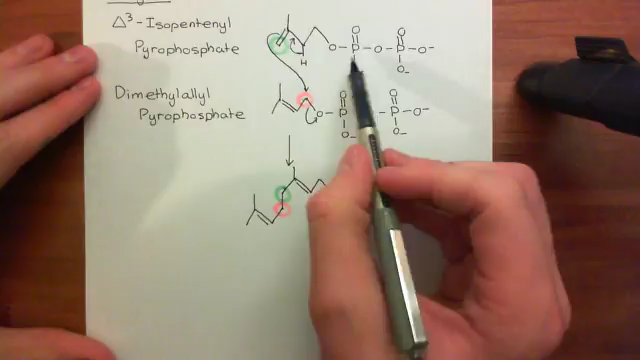 Δ³-Isopentenyl
Pyrophosphate
O O
H O-P-O-P-O⁻
O⁻
Dimethylallyl
Pyrophosphate
O O
O-P P-O⁻
O⁻ O⁻